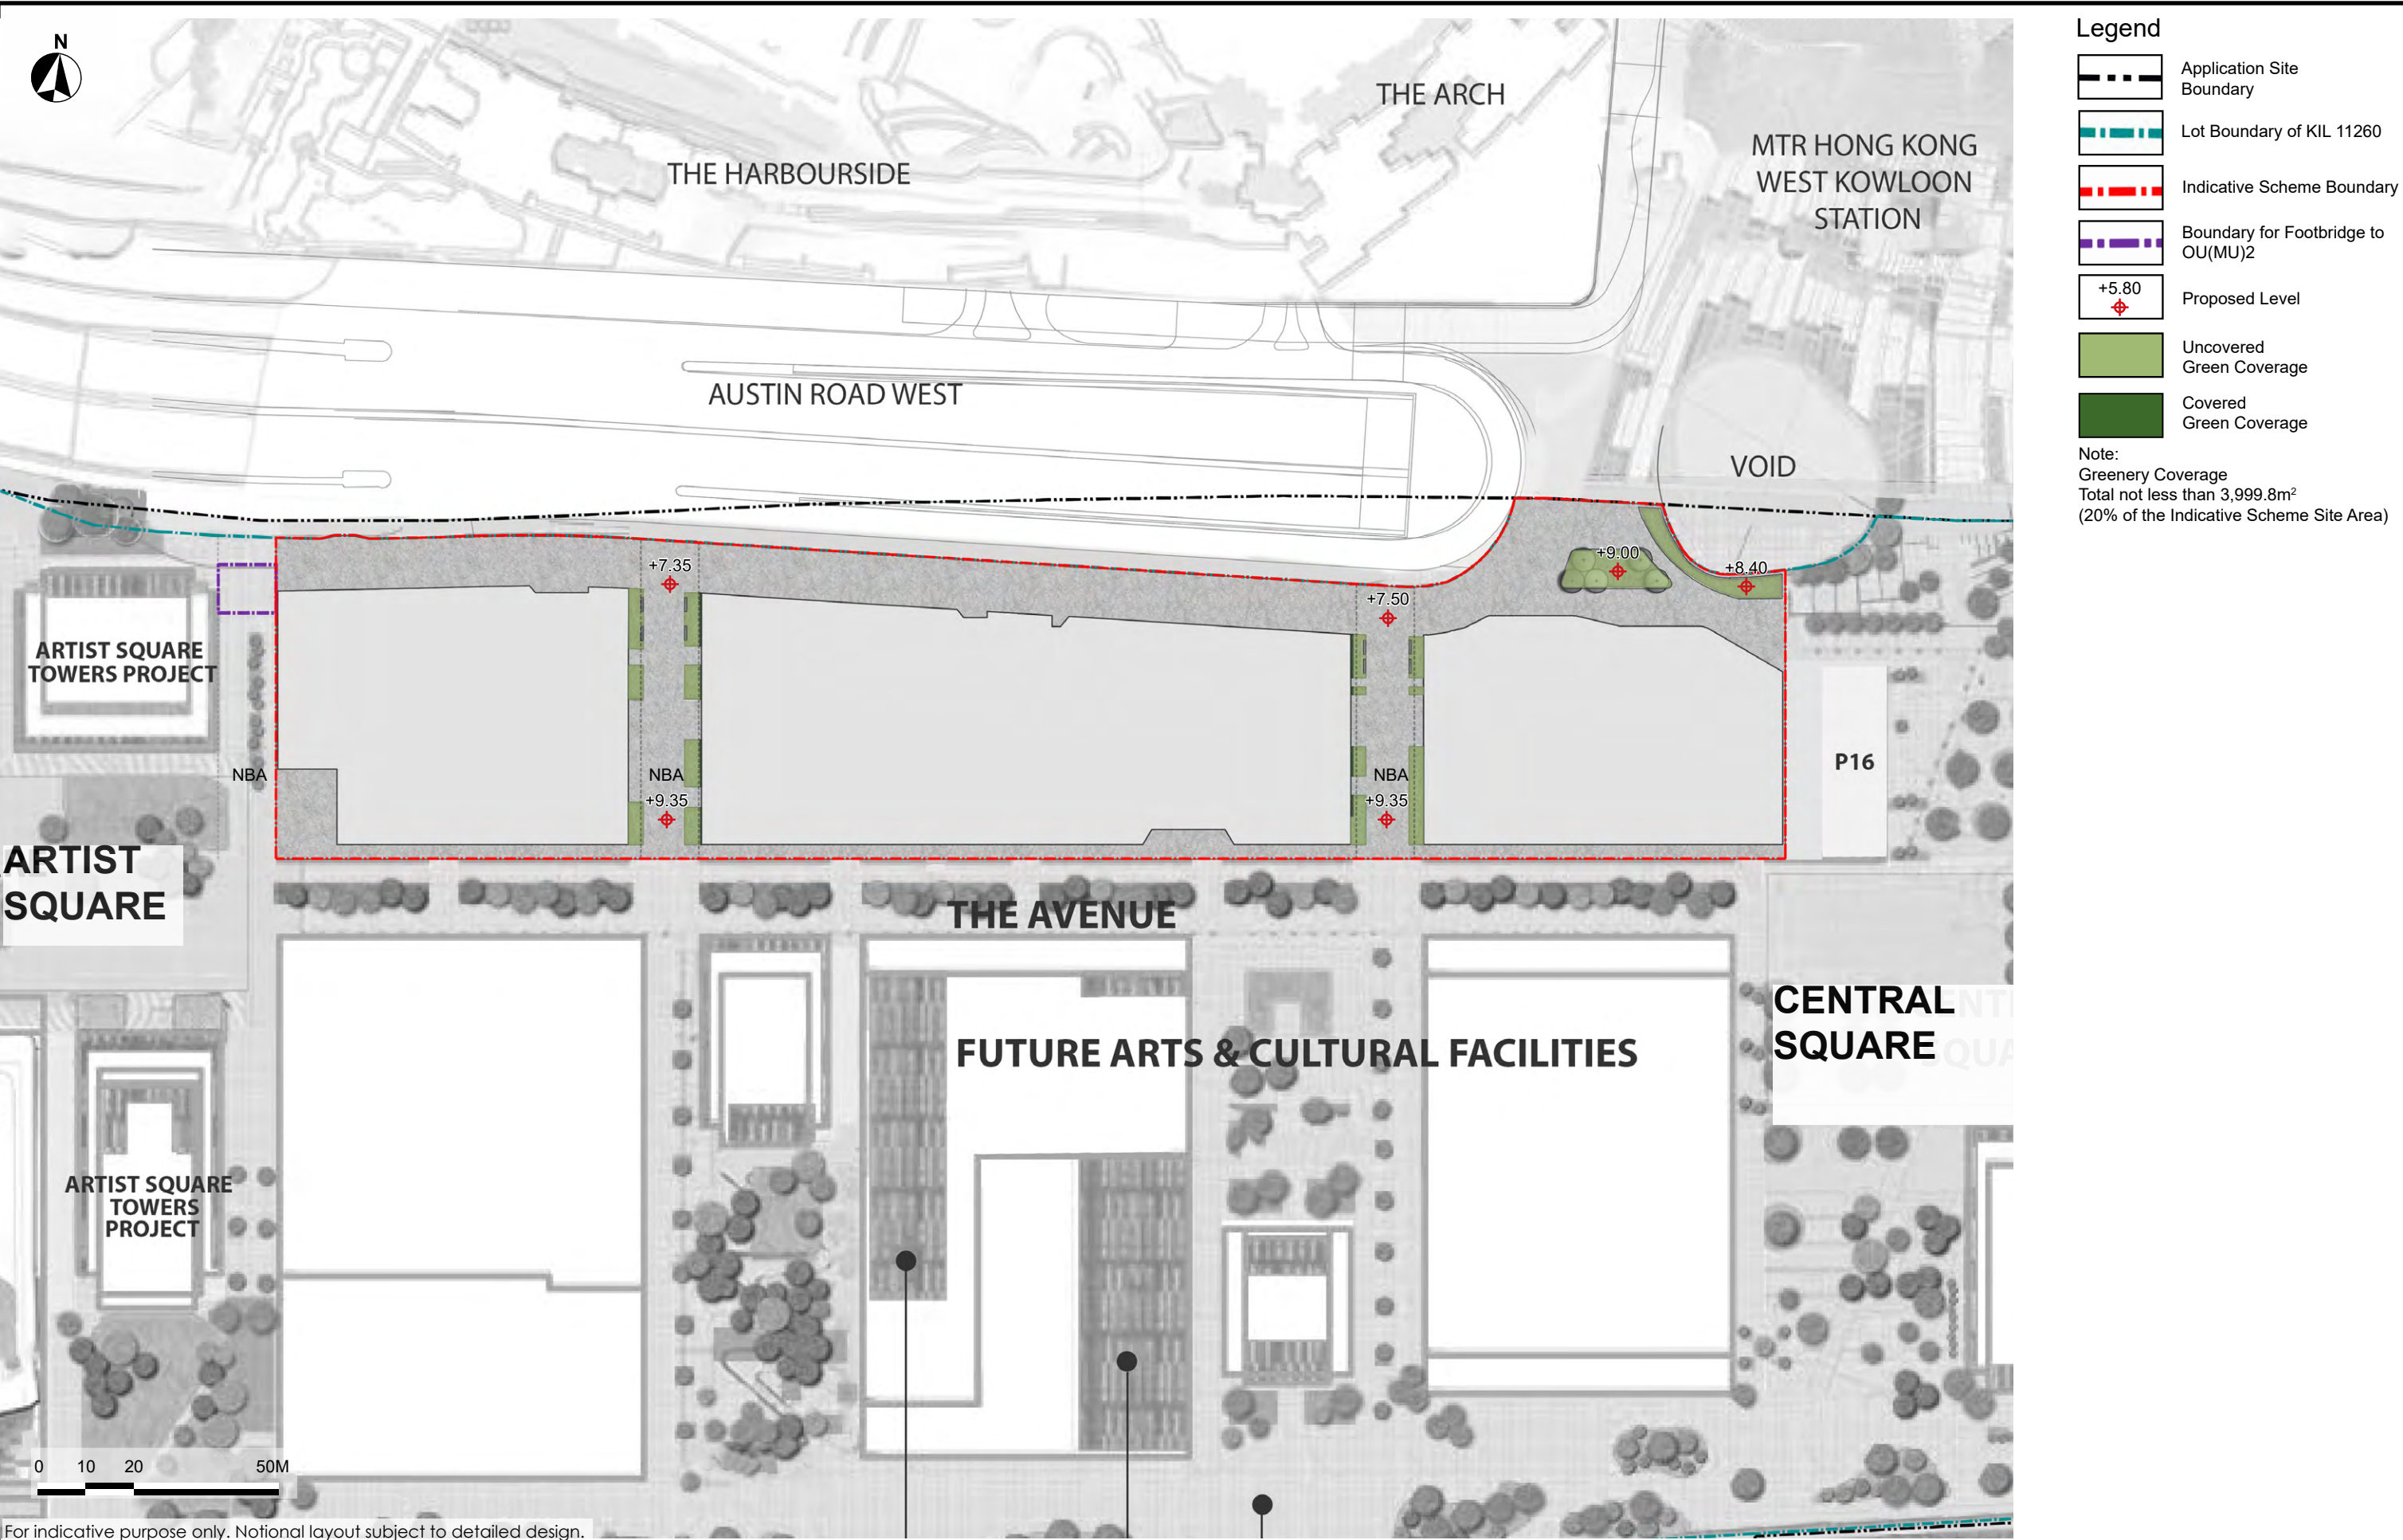 N
THE ARCH
THE HARBOURSIDE
MTR HONG KONG
WEST KOWLOON
STATION
AUSTIN ROAD WEST
VOID
+7.35
+7.50
+9.00
+8.40
ARTIST SQUARE
TOWERS PROJECT
NBA
NBA
+9.35
NBA
+9.35
P16
ARTIST
SQUARE
THE AVENUE
FUTURE ARTS & CULTURAL FACILITIES
CENTRAL
SQUARE
ARTIST SQUARE
TOWERS
PROJECT
0 10 20 50M
For indicative purpose only. Notional layout subject to detailed design.
Legend
Application Site
Boundary
Lot Boundary of KIL 11260
Indicative Scheme Boundary
Boundary for Footbridge to
OU(MU)2
+5.80
Proposed Level
Uncovered
Green Coverage
Covered
Green Coverage
Note:
Greenery Coverage
Total not less than 3,999.8m²
(20% of the Indicative Scheme Site Area)